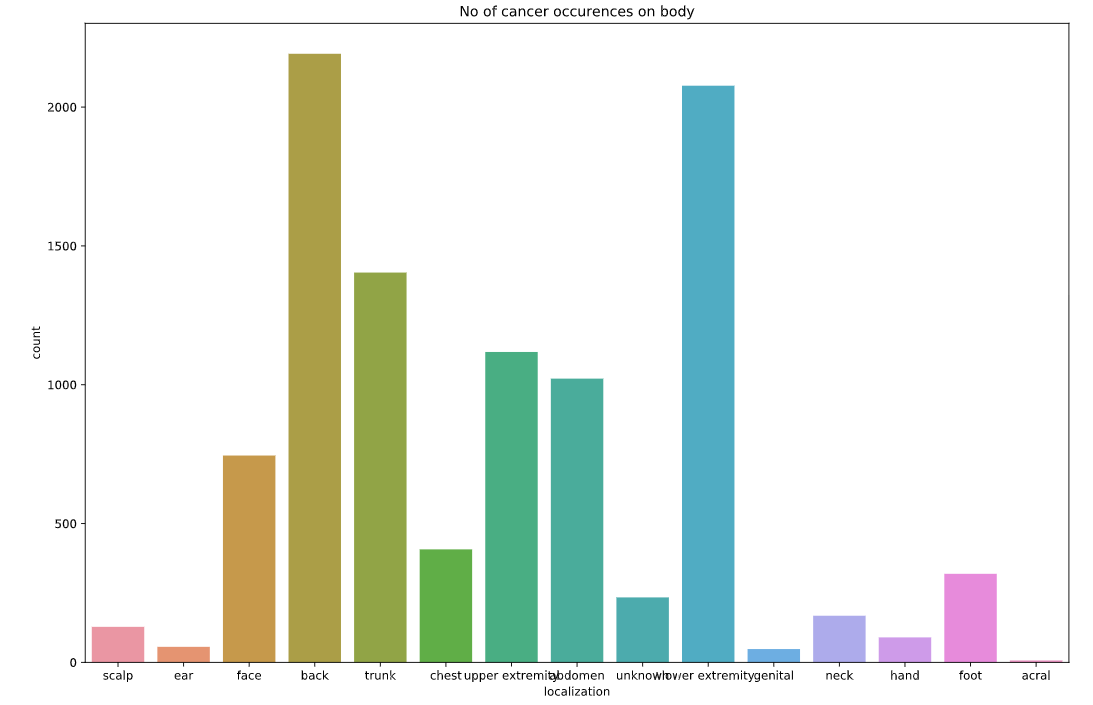 No of cancer occurences on body
2000
1500
1000
500
0
count
scalp ear face back trunk chest upper extremity abdomen unknown lower extremity genital neck hand foot acral
localization